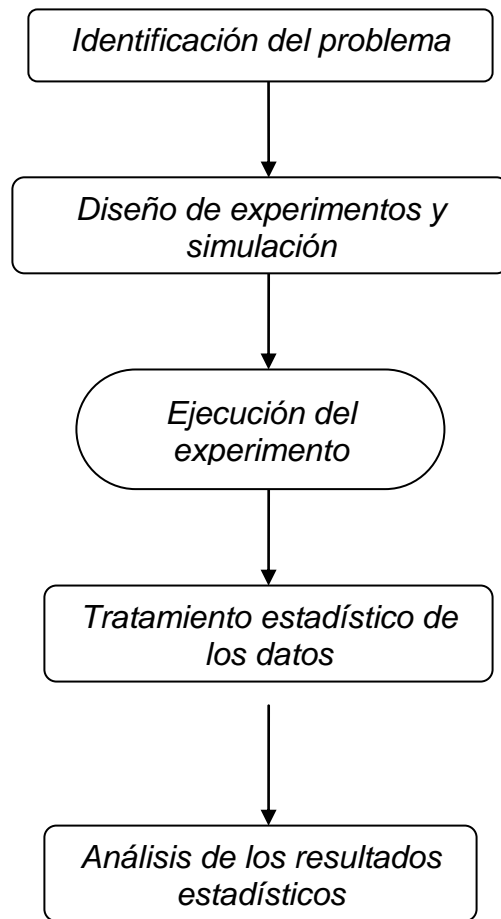 Identificación del problema
Diseño de experimentos y
simulación
Ejecución del
experimento
Tratamiento estadístico de
los datos
Análisis de los resultados
estadísticos